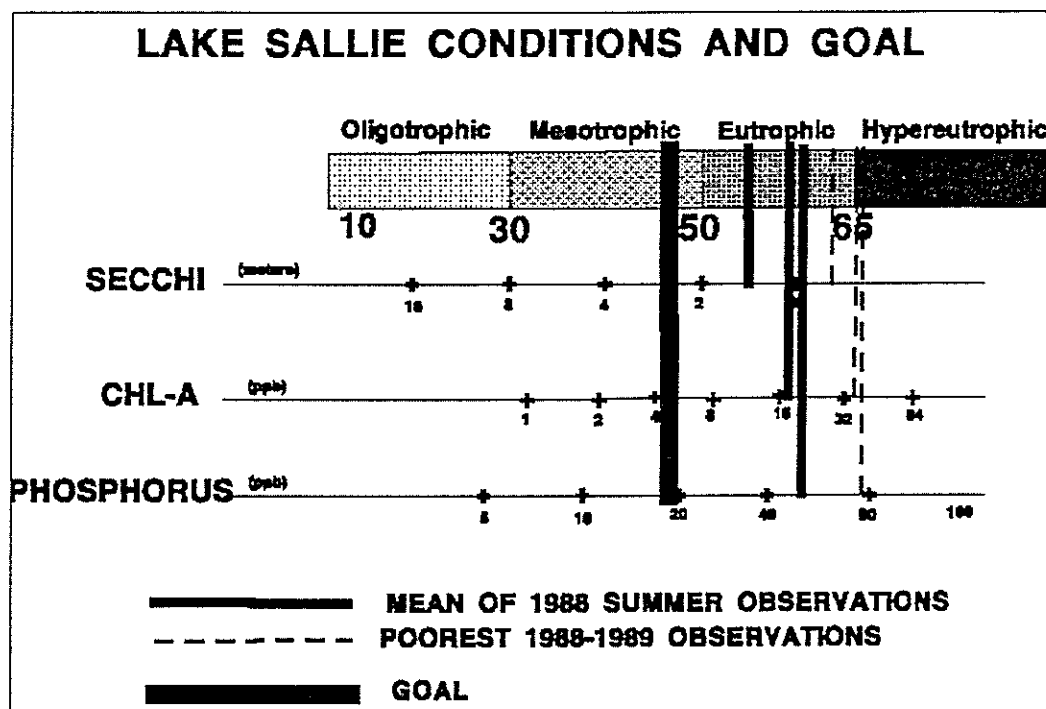 LAKE SALLIE CONDITIONS AND GOAL
Oligotrophic Mesotrophic Eutrophic Hypereutrophic
10 30 50 65
SECCHI (meters)
16 8 4 2
CHL-A (ppb)
1 2 4 8 16 32 64
PHOSPHORUS (ppb)
5 10 20 40 80
MEAN OF 1988 SUMMER OBSERVATIONS
POOREST 1988-1989 OBSERVATIONS
GOAL